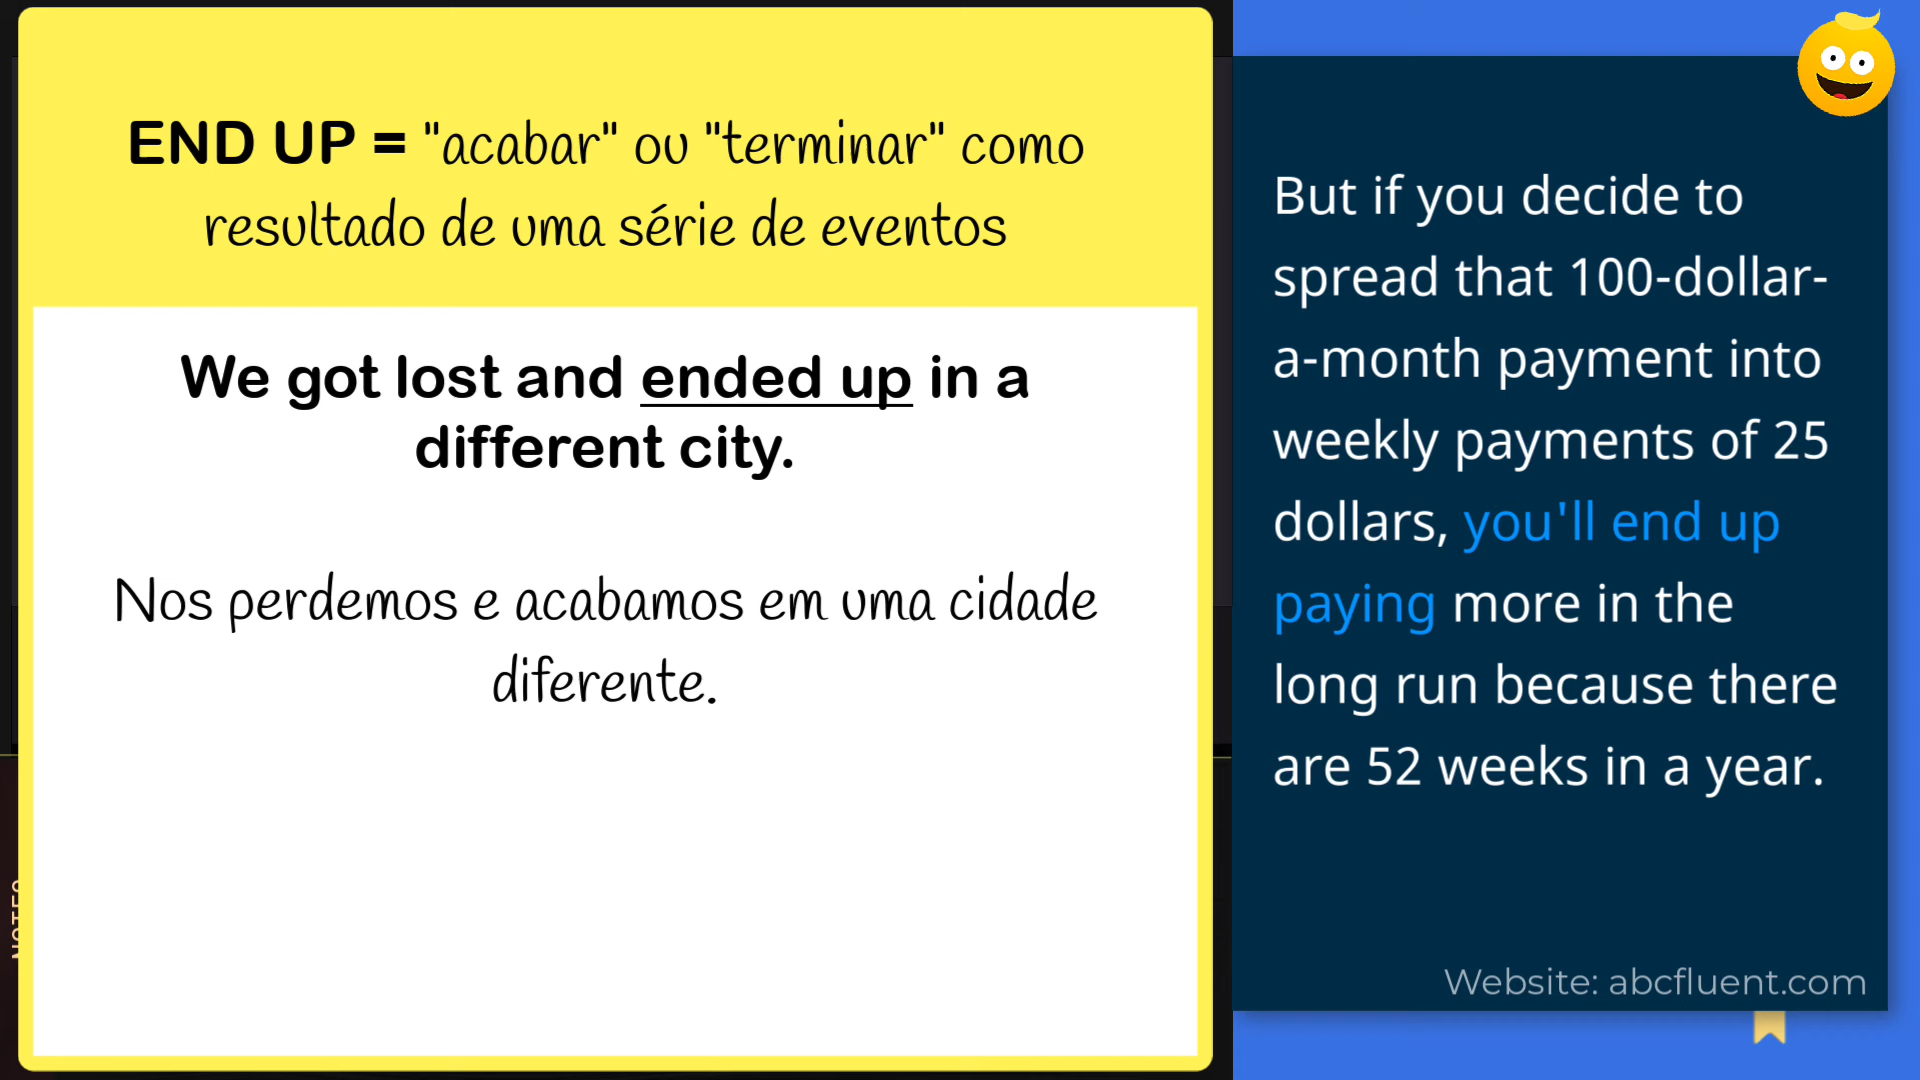 END UP = "acabar" ou "terminar" como
resultado de uma série de eventos
We got lost and ended up in a
different city.
Nos perdemos e acabamos em uma cidade
diferente.
But if you decide to
spread that 100-dollar-
a-month payment into
weekly payments of 25
dollars, you'll end up
paying more in the
long run because there
are 52 weeks in a year.
Website: abcfluent.com